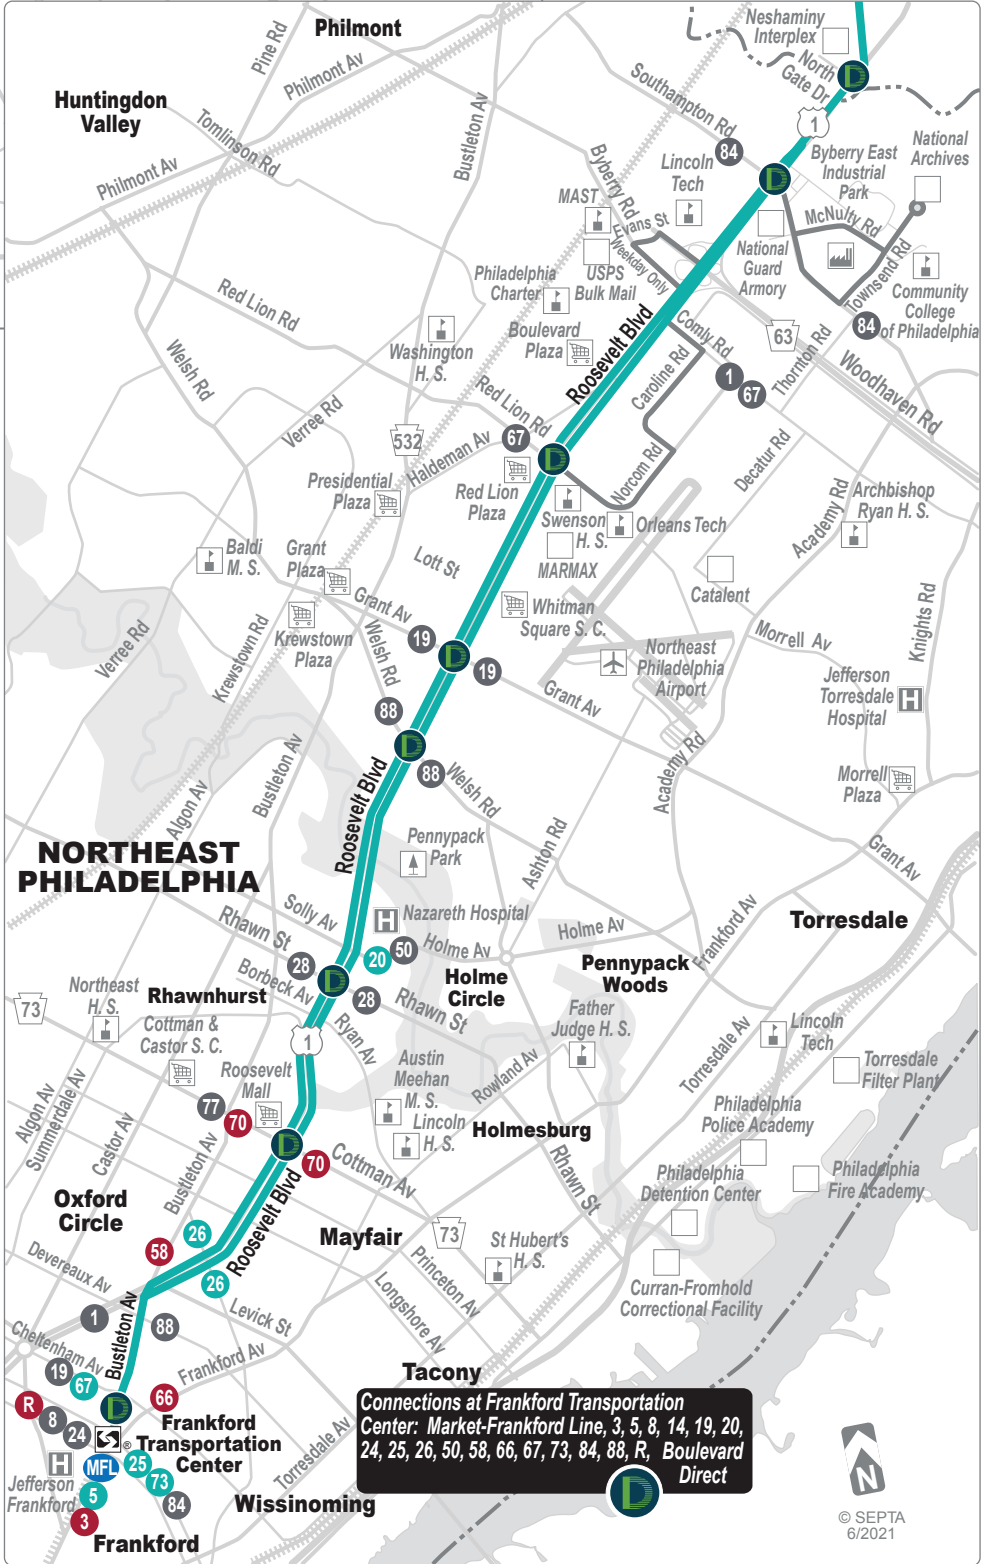 Philmont
Neshaminy
Interplex
Pine Rd
Philmont Av
North
Gate Dr
D
Southampton Rd
Huntingdon
Valley
Tomlinson Rd
Bustleton Av
1
Philmont Av
84
Byberry East
Industrial
Park
National
Archives
Byberry Rd
Lincoln
Tech
D
MAST
Evans St
McNulty Rd
Weekday Only
National
Guard
Armory
Townsend Rd
USPS
Bulk Mail
Philadelphia
Charter
Community
College
of Philadelphia
84
Red Lion Rd
Roosevelt Blvd
Comly Rd
63
Washington
H. S.
Boulevard
Plaza
Thornton Rd
Welsh Rd
Caroline Rd
1
67
Woodhaven Rd
Verree Rd
Red Lion Rd
532
Haldeman Av
67
D
Norcom Rd
Decatur Rd
Presidential
Plaza
Red Lion
Plaza
Academy Rd
Archbishop
Ryan H. S.
Swenson
H. S.
Orleans Tech
MARMAX
Baldi
M. S.
Grant
Plaza
Lott St
Catalent
Grant Av
Whitman
Square S. C.
Krewstown
Plaza
Verree Rd
Krewstown Rd
Welsh Rd
19
D
19
Northeast
Philadelphia
Airport
Morrell Av
Knights Rd
Grant Av
Jefferson
Torresdale
Hospital
H
88
D
88
Welsh Rd
Bustleton Av
Roosevelt Blvd
Academy Rd
Morrell
Plaza
Algon Av
Pennypack
Park
Ashton Rd
Grant Av
NORTHEAST
PHILADELPHIA
Solly Av
Rhawn St
H
Nazareth Hospital
Holme Av
Frankford Av
Torresdale
20
50
Holme Av
Borbeck Av
28
D
28
Rhawn St
Holme
Circle
Pennypack
Woods
73
Northeast
H. S.
Rhawnhurst
1
Ryan Av
Father
Judge H. S.
Cottman &
Castor S. C.
Lincoln
Tech
Torresdale Av
Roosevelt
Mall
Austin
Meehan
M. S.
Rowland Av
Torresdale
Filter Plant
Algon Av
Summerdale Av
77
70
Lincoln
H. S.
Philadelphia
Police Academy
Castor Av
Holmesburg
D
70
Cottman Av
Rhawn St
Bustleton Av
Philadelphia
Detention Center
Philadelphia
Fire Academy
Oxford
Circle
Roosevelt Blvd
Mayfair
73
26
58
St Hubert's
H. S.
Devereaux Av
Princeton Av
26
Longshore Av
Curran-Fromhold
Correctional Facility
Levick St
1
88
Bustleton Av
Cheltenham Av
Frankford Av
19
67
Tacony
R
D
66
8
24
Frankford
Transportation
Center
®
Torresdale Av
Connections at Frankford Transportation
Center: Market-Frankford Line, 3, 5, 8, 14, 19, 20,
24, 25, 26, 50, 58, 66, 67, 73, 84, 88, R, Boulevard
Direct
D
N
H
MFL
25
73
Jefferson
Frankford
5
84
Wissinoming
3
Frankford
© SEPTA
6/2021